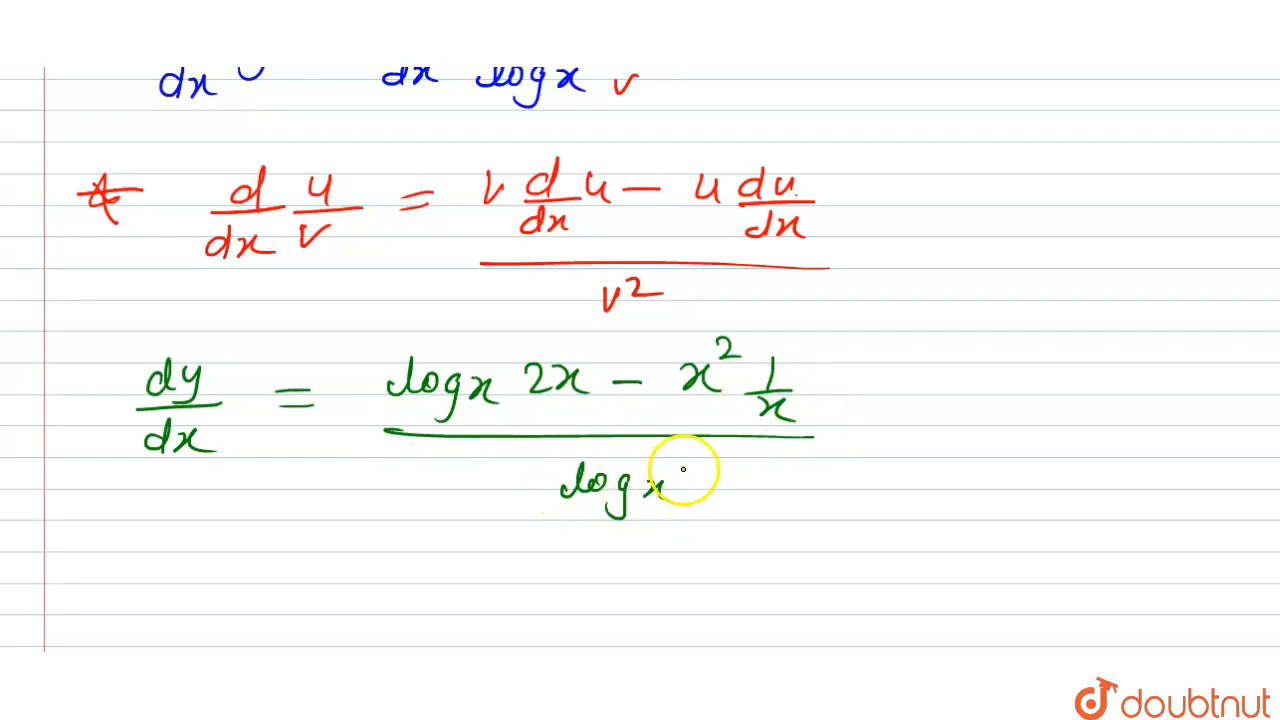 dx dx log x v
d/dx u/v = v d/dx u - u du/dx / v²
dy/dx = log x 2x - x² 1/x / log x
doubtnut